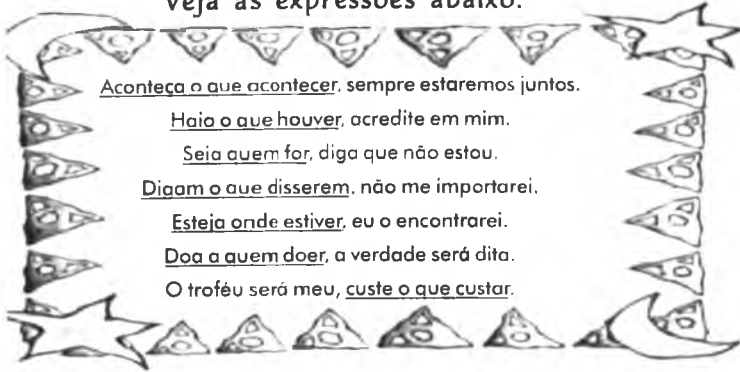 Veja as expressões abaixo:
Aconteça o que acontecer, sempre estaremos juntos.
Haja o que houver, acredite em mim.
Seja quem for, diga que não estou.
Digam o que disserem, não me importarei.
Esteja onde estiver, eu o encontrarei.
Doa a quem doer, a verdade será dita.
O troféu será meu, custe o que custar.